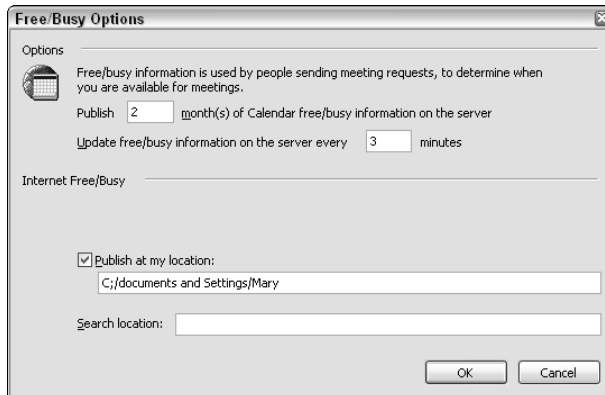 Free/Busy Options
Options
Free/busy information is used by people sending meeting requests, to determine when
you are available for meetings.
Publish 2 month(s) of Calendar free/busy information on the server
Update free/busy information on the server every 3 minutes
Internet Free/Busy
Publish at my location:
C;/documents and Settings/Mary
Search location:
OK Cancel